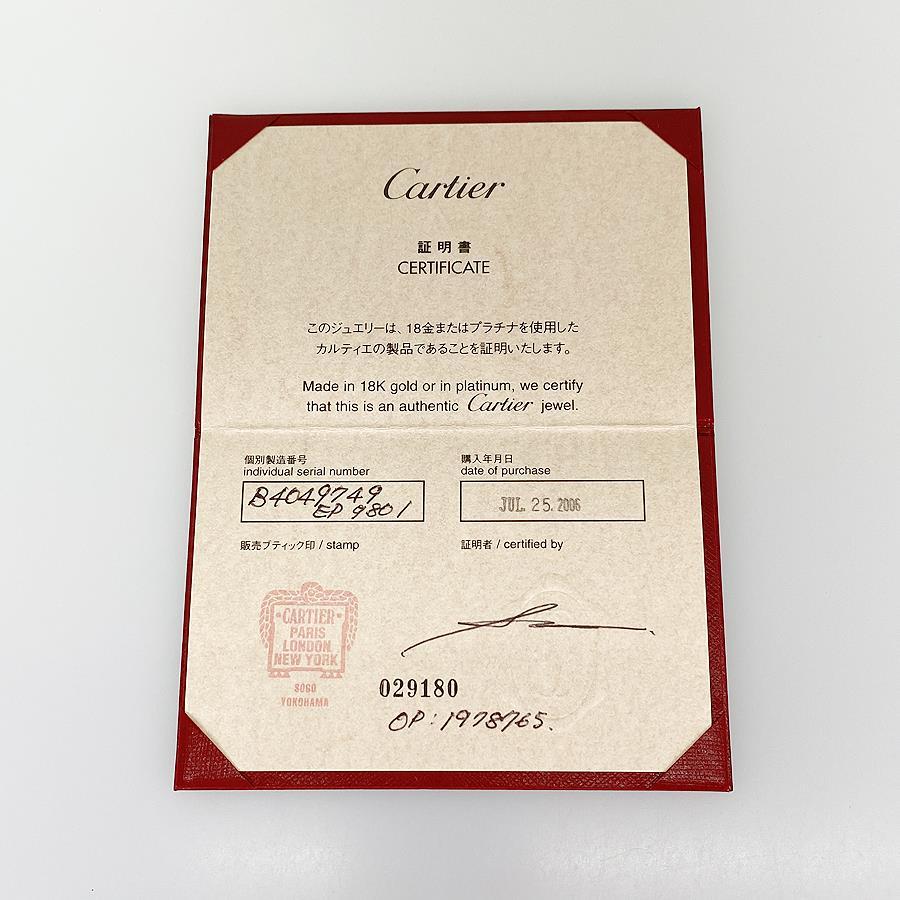 Cartier
証明書
CERTIFICATE
このジュエリーは、18金またはプラチナを使用した
カルティエの製品であることを証明いたします。
Made in 18K gold or in platinum, we certify
that this is an authentic Cartier jewel.
個別製造番号
individual serial number
B4049749
EP 9801
購入年月日
date of purchase
JUL. 25. 2006
販売ブティック印 / stamp
証明者 / certified by
CARTIER
PARIS
LONDON
NEW YORK
SOGO
YOKOHAMA
029180
OP: 1978765.